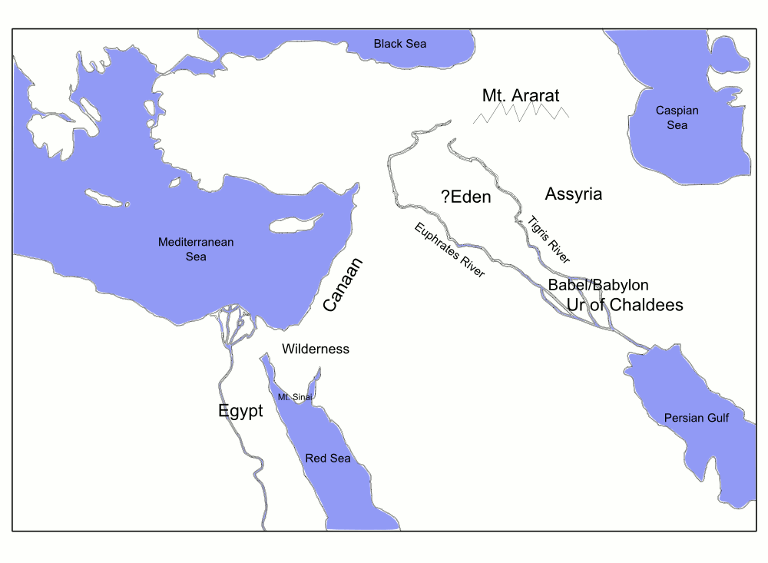 Black Sea
Mt. Ararat
Caspian
Sea
?Eden
Assyria
Tigris River
Euphrates River
Mediterranean
Sea
Canaan
Babel/Babylon
Ur of Chaldees
Wilderness
Mt. Sinai
Egypt
Persian Gulf
Red Sea